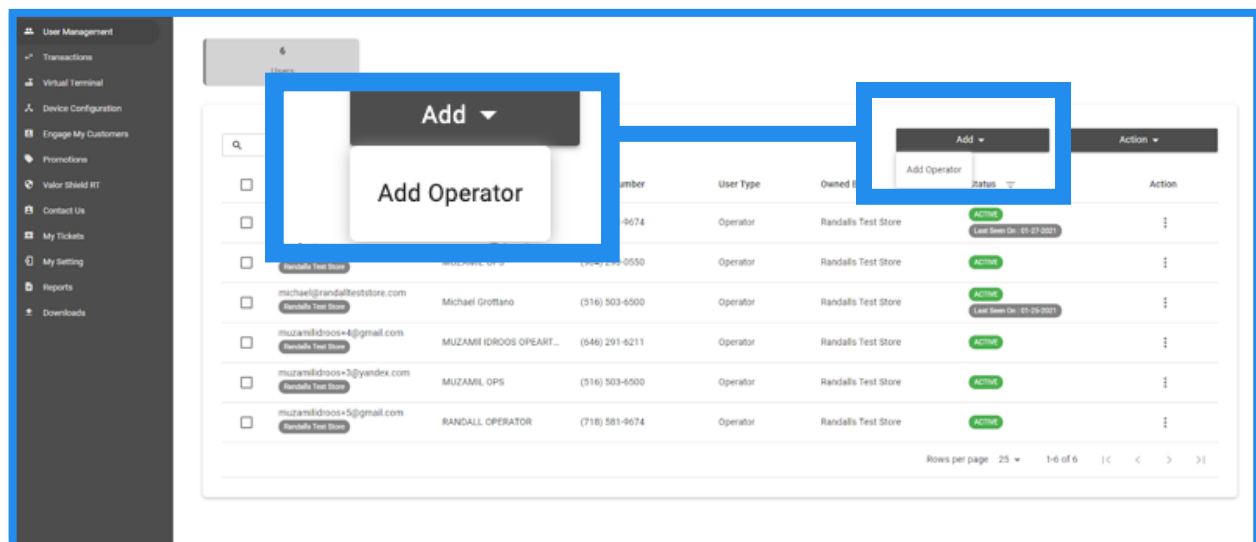 User Management
Transactions
Virtual Terminal
Device Configuration
Engage My Customers
Promotions
Valor Shield RT
Contact Us
My Tickets
My Setting
Reports
Downloads
6
Users
Add
Add Operator
Add
Add Operator
Action
User Type
Status
Action
-9674
Operator
Randalls Test Store
ACTIVE
Last Seen On : 01-27-2021
Randalls Test Store
MUZAMIL OPS
Operator
Randalls Test Store
ACTIVE
michael@randallteststore.com
Randalls Test Store
Michael Grottano
(516) 503-6500
Operator
Randalls Test Store
ACTIVE
Last Seen On : 01-25-2021
muzamilidroos+4@gmail.com
Randalls Test Store
MUZAMIl IDROOS OPEART...
(646) 291-6211
Operator
Randalls Test Store
ACTIVE
muzamilidroos+3@yandex.com
Randalls Test Store
MUZAMIL OPS
(516) 503-6500
Operator
Randalls Test Store
ACTIVE
muzamilidroos+5@gmail.com
Randalls Test Store
RANDALL OPERATOR
(718) 581-9674
Operator
Randalls Test Store
ACTIVE
Rows per page 25
1-6 of 6